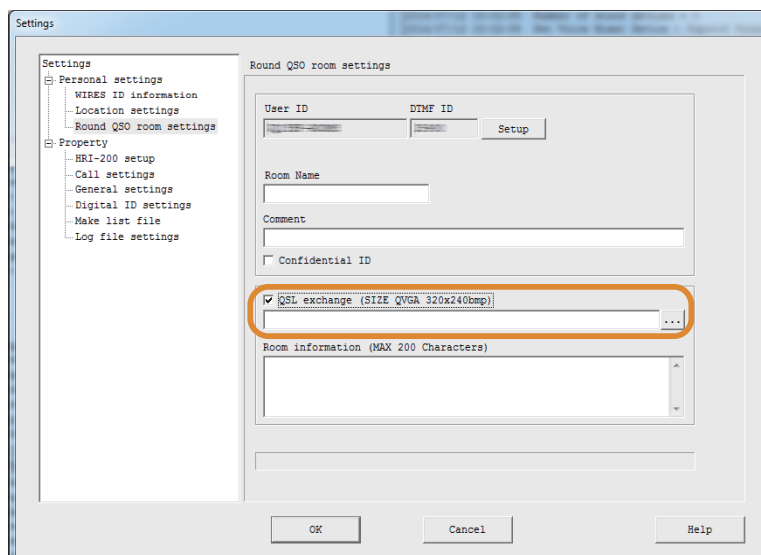 Settings
Settings
Personal settings
WIRES ID information
Location settings
Round QSO room settings
Property
HRI-200 setup
Call settings
General settings
Digital ID settings
Make list file
Log file settings
Round QSO room settings
User ID DTMF ID
Setup
Room Name
Comment
Confidential ID
QSL exchange (SIZE QVGA 320x240bmp)
...
Room information (MAX 200 Characters)
OK Cancel Help